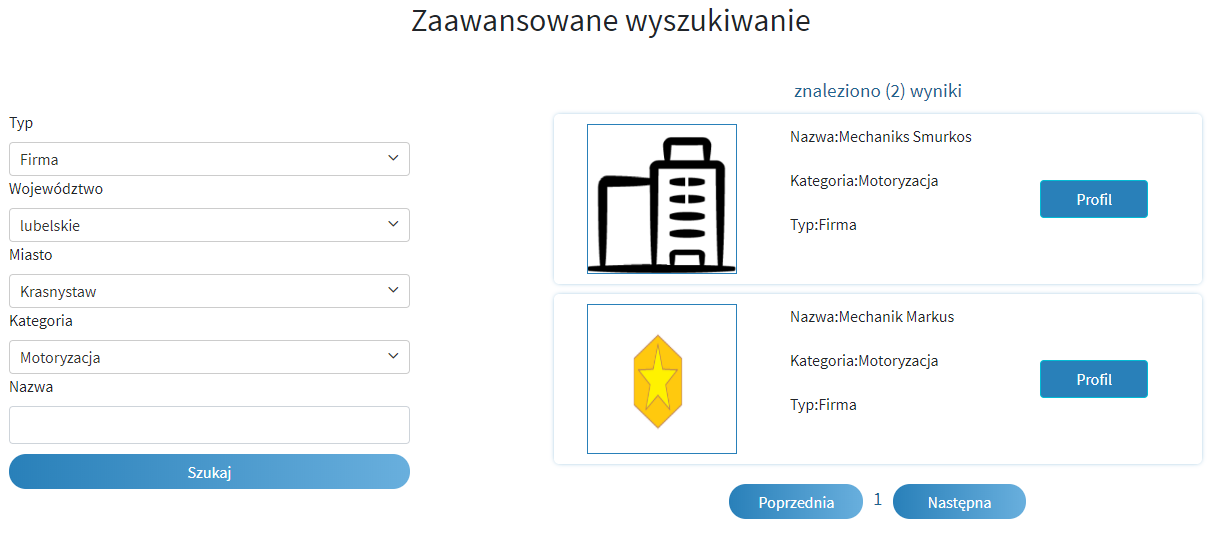 Zaawansowane wyszukiwanie
Typ
Firma
Województwo
lubelskie
Miasto
Krasnystaw
Kategoria
Motoryzacja
Nazwa
Szukaj
znaleziono (2) wyniki
Nazwa:Mechaniks Smurkos
Kategoria:Motoryzacja
Typ:Firma
Profil
Nazwa:Mechanik Markus
Kategoria:Motoryzacja
Typ:Firma
Profil
Poprzednia 1 Następna